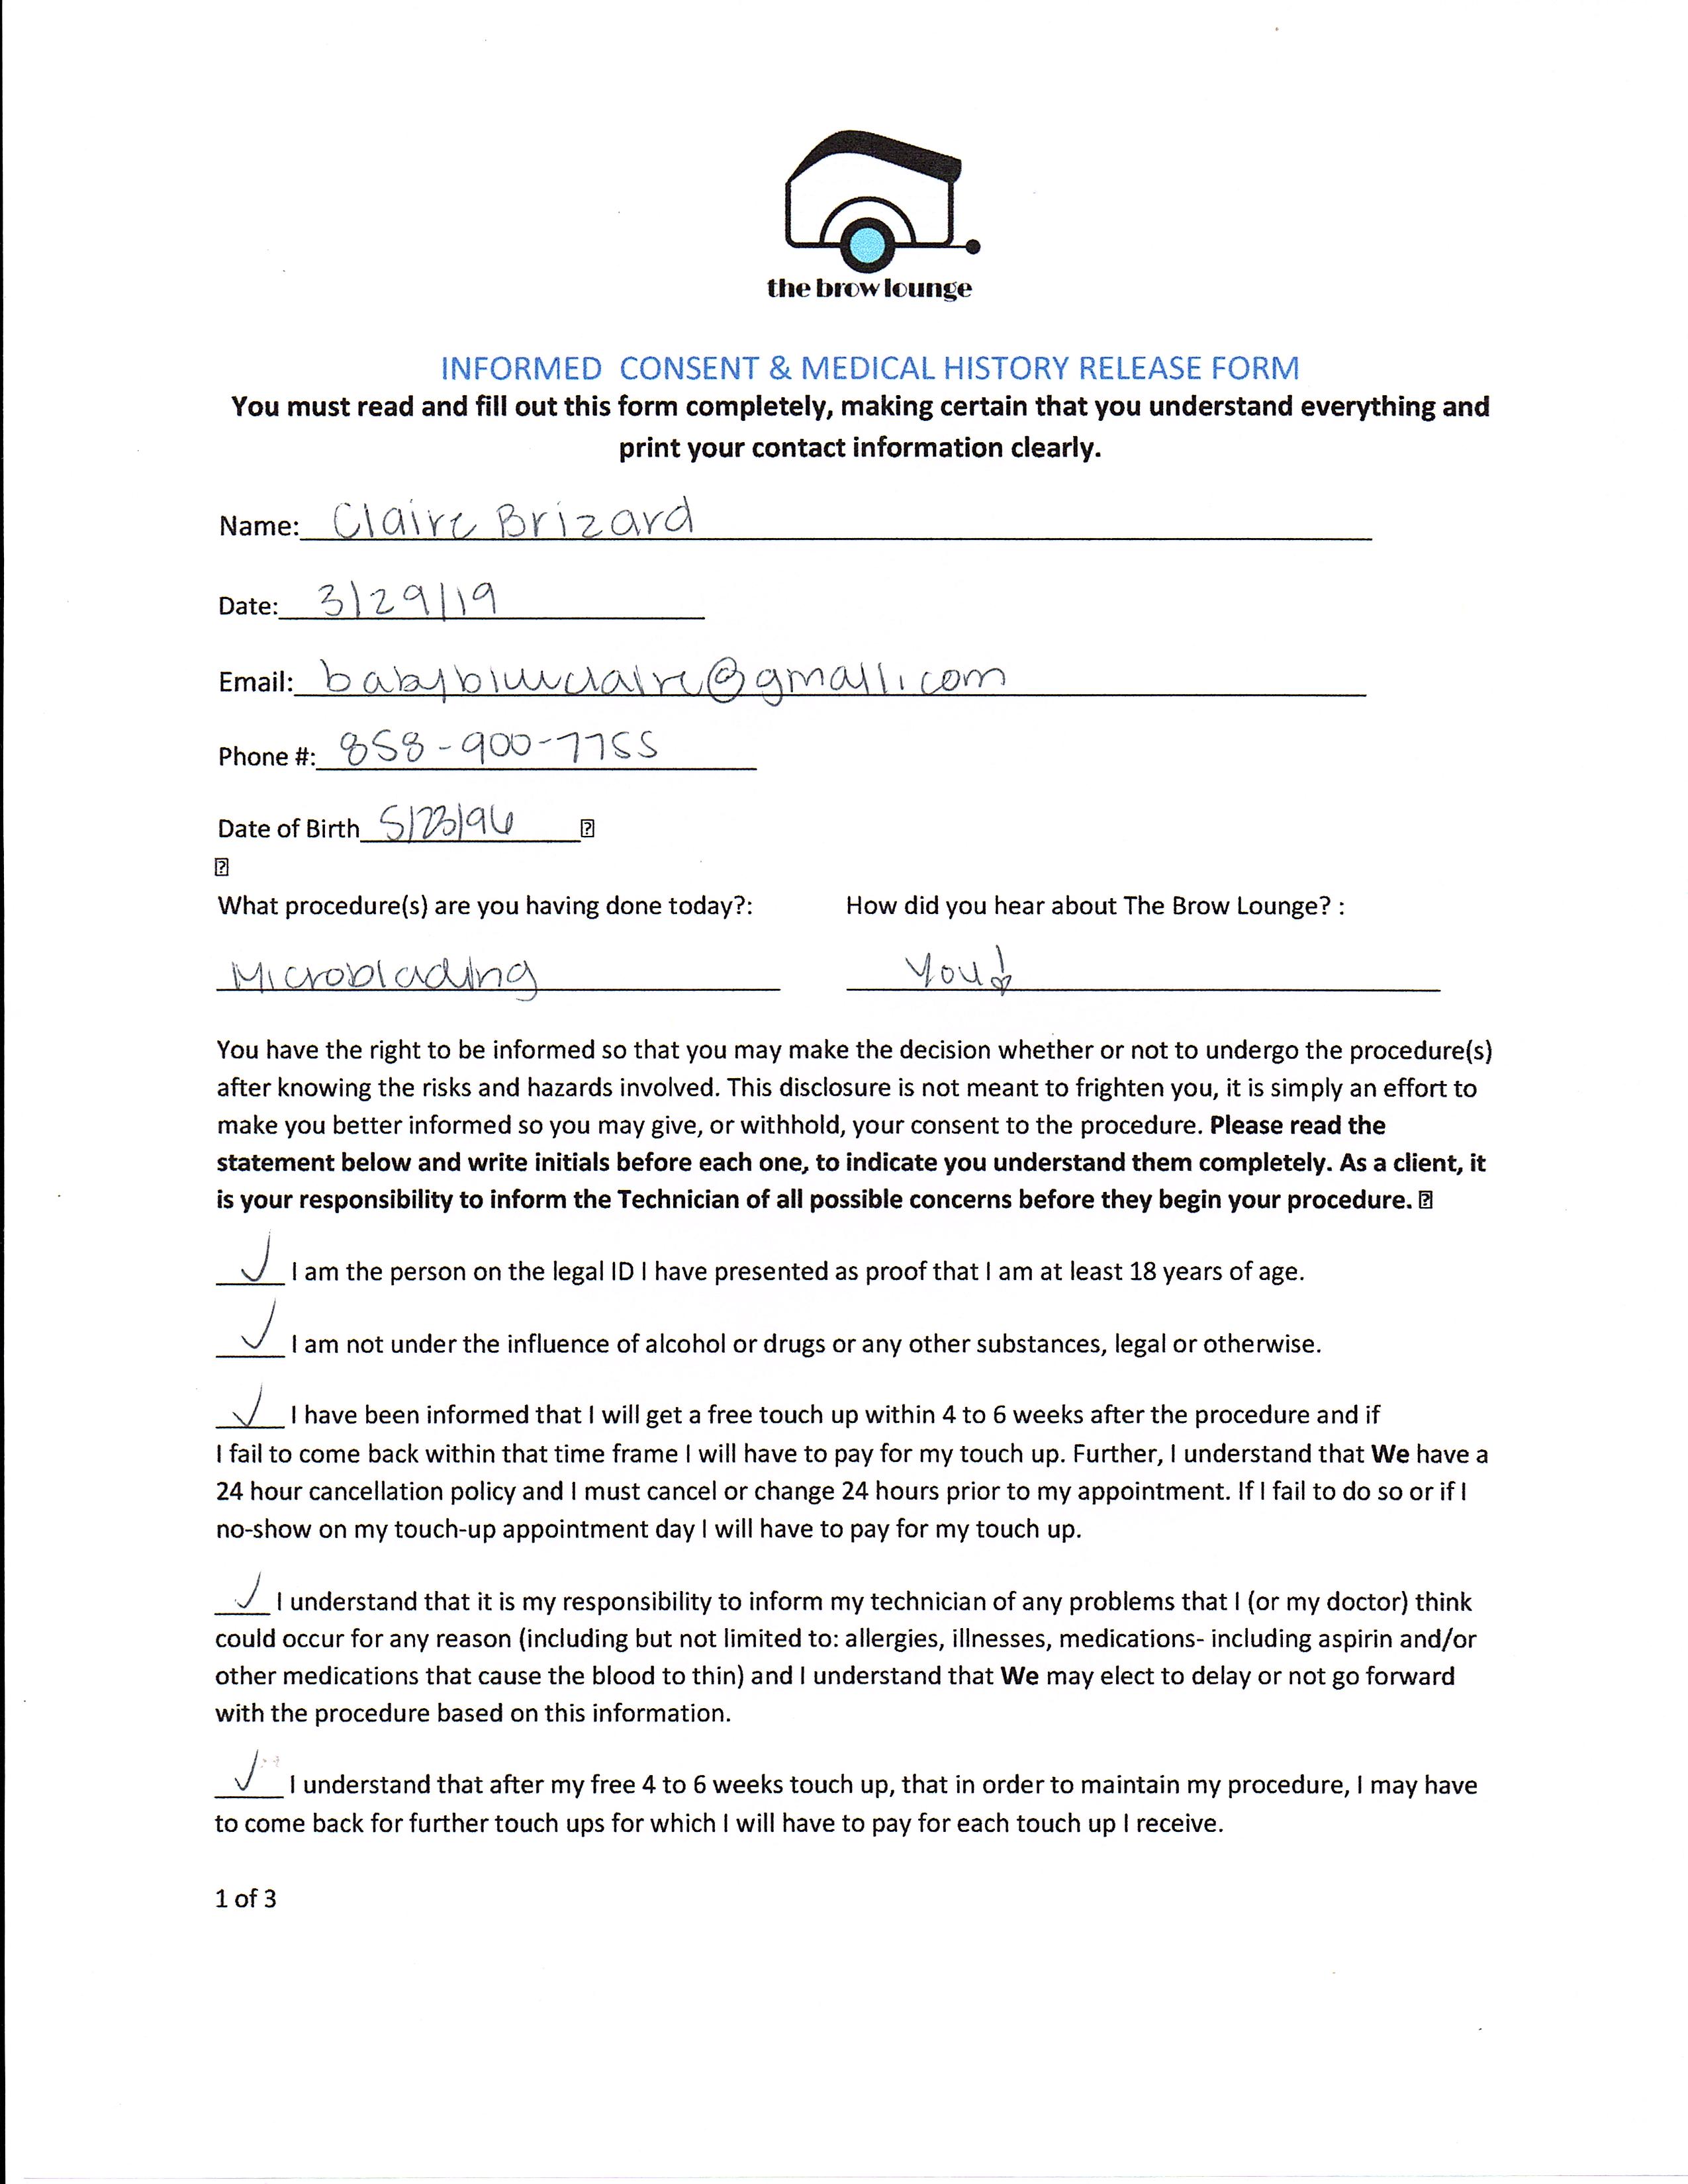 the brow lounge
INFORMED CONSENT & MEDICAL HISTORY RELEASE FORM
You must read and fill out this form completely, making certain that you understand everything and
print your contact information clearly.
Name: Claire Brizard
Date: 3/29/19
Email: @gmail.com
Phone #: 858-900-7755
Date of Birth 5/23/96
What procedure(s) are you having done today?: How did you hear about The Brow Lounge? :
Microblading You!
You have the right to be informed so that you may make the decision whether or not to undergo the procedure(s)
after knowing the risks and hazards involved. This disclosure is not meant to frighten you, it is simply an effort to
make you better informed so you may give, or withhold, your consent to the procedure. Please read the
statement below and write initials before each one, to indicate you understand them completely. As a client, it
is your responsibility to inform the Technician of all possible concerns before they begin your procedure.
✓ I am the person on the legal ID I have presented as proof that I am at least 18 years of age.
✓ I am not under the influence of alcohol or drugs or any other substances, legal or otherwise.
✓ I have been informed that I will get a free touch up within 4 to 6 weeks after the procedure and if
I fail to come back within that time frame I will have to pay for my touch up. Further, I understand that We have a
24 hour cancellation policy and I must cancel or change 24 hours prior to my appointment. If I fail to do so or if I
no-show on my touch-up appointment day I will have to pay for my touch up.
✓ I understand that it is my responsibility to inform my technician of any problems that I (or my doctor) think
could occur for any reason (including but not limited to: allergies, illnesses, medications- including aspirin and/or
other medications that cause the blood to thin) and I understand that We may elect to delay or not go forward
with the procedure based on this information.
✓ I understand that after my free 4 to 6 weeks touch up, that in order to maintain my procedure, I may have
to come back for further touch ups for which I will have to pay for each touch up I receive.
1 of 3